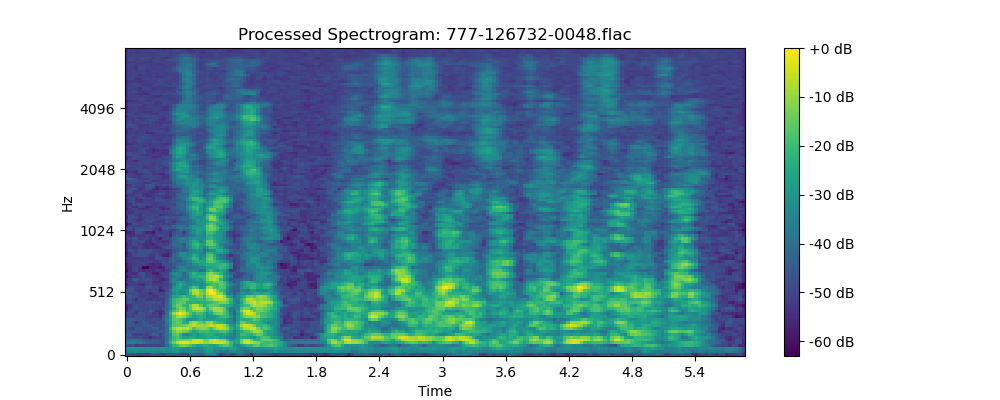 Processed Spectrogram: 777-126732-0048.flac
Hz
4096
2048
1024
512
0
0 0.6 1.2 1.8 2.4 3 3.6 4.2 4.8 5.4
Time
+0 dB
-10 dB
-20 dB
-30 dB
-40 dB
-50 dB
-60 dB